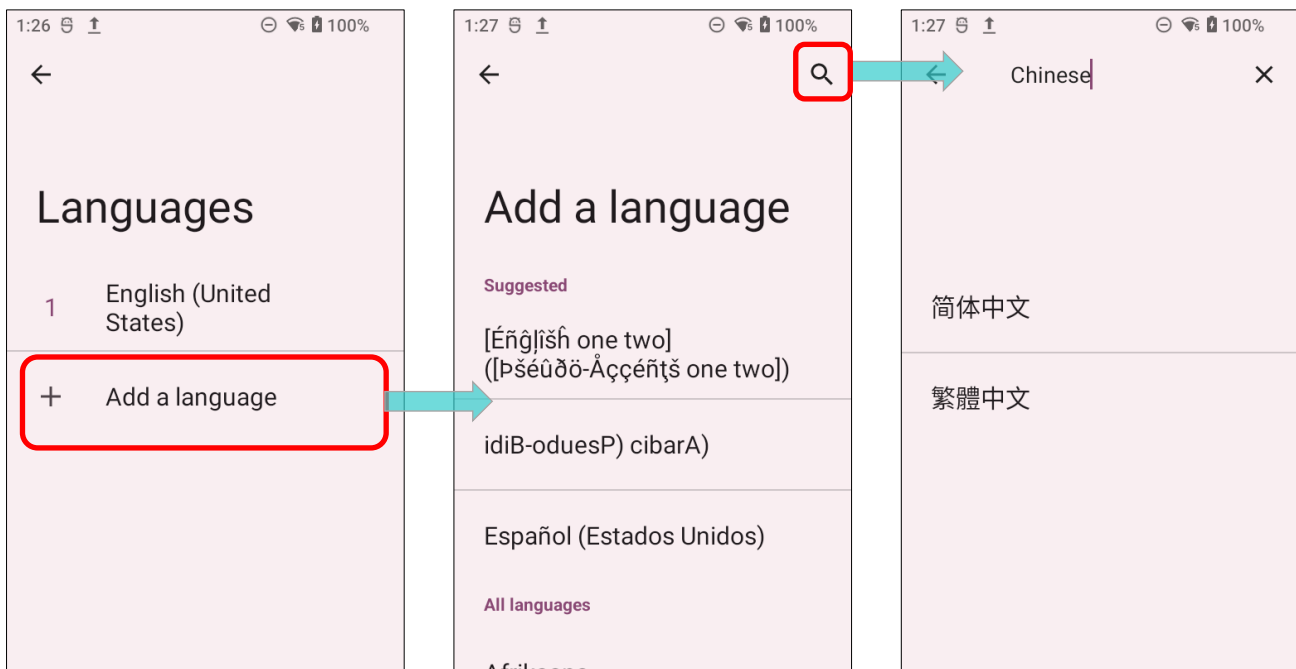 1:26
100%
Languages
1
English (United
States)
Add a language
1:27
100%
Add a language
Suggested
[Éñĝļîšĥ one two]
([Þšéûðö-Åççéñţš one two])
idiB-oduesP) cibarA)
Español (Estados Unidos)
All languages
Afrikaans
1:27
100%
Chinese
简体中文
繁體中文